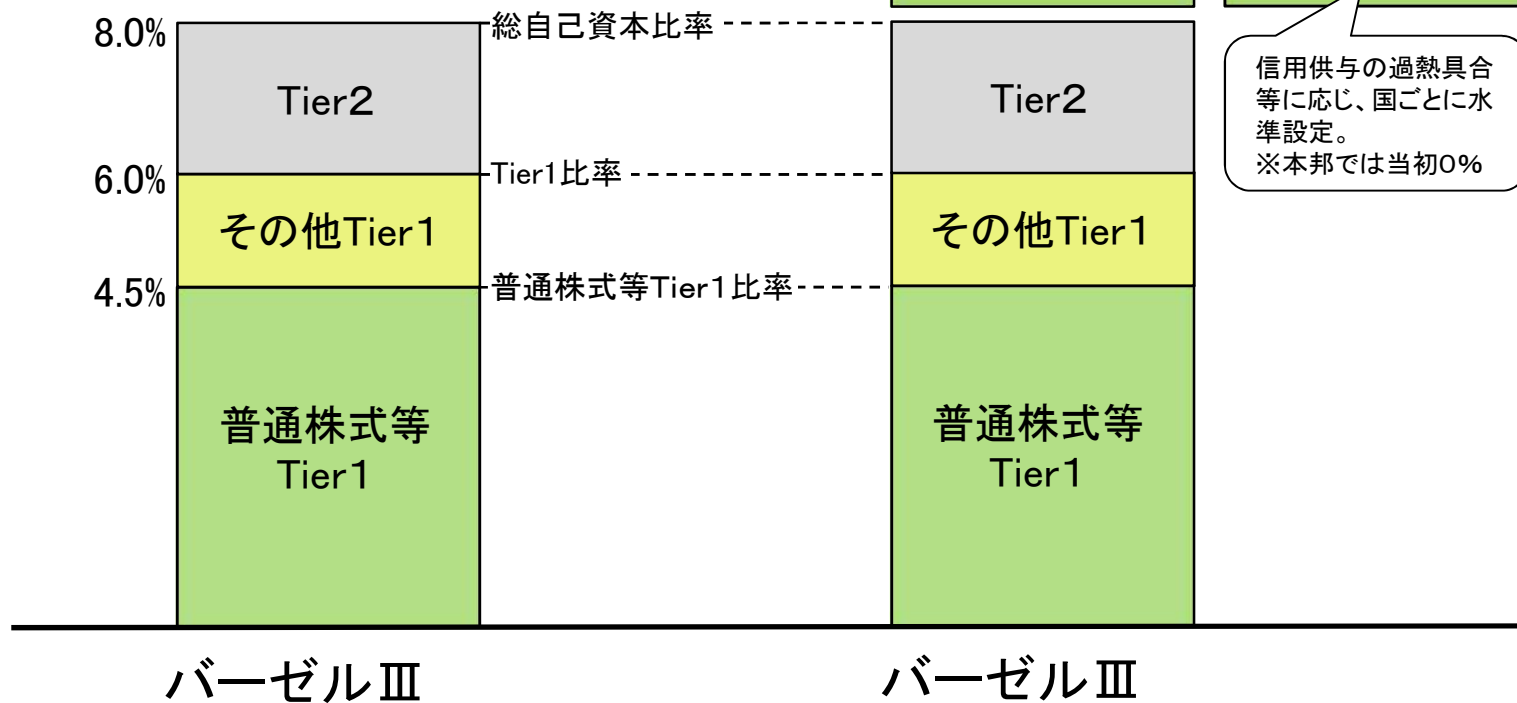 8.0%
総自己資本比率
Tier2
Tier2
信用供与の過熱具合
等に応じ、国ごとに水
準設定。
※本邦では当初0%
6.0%
Tier1比率
その他Tier1
その他Tier1
4.5%
普通株式等Tier1比率
普通株式等
Tier1
普通株式等
Tier1
バーゼルⅢ
バーゼルⅢ